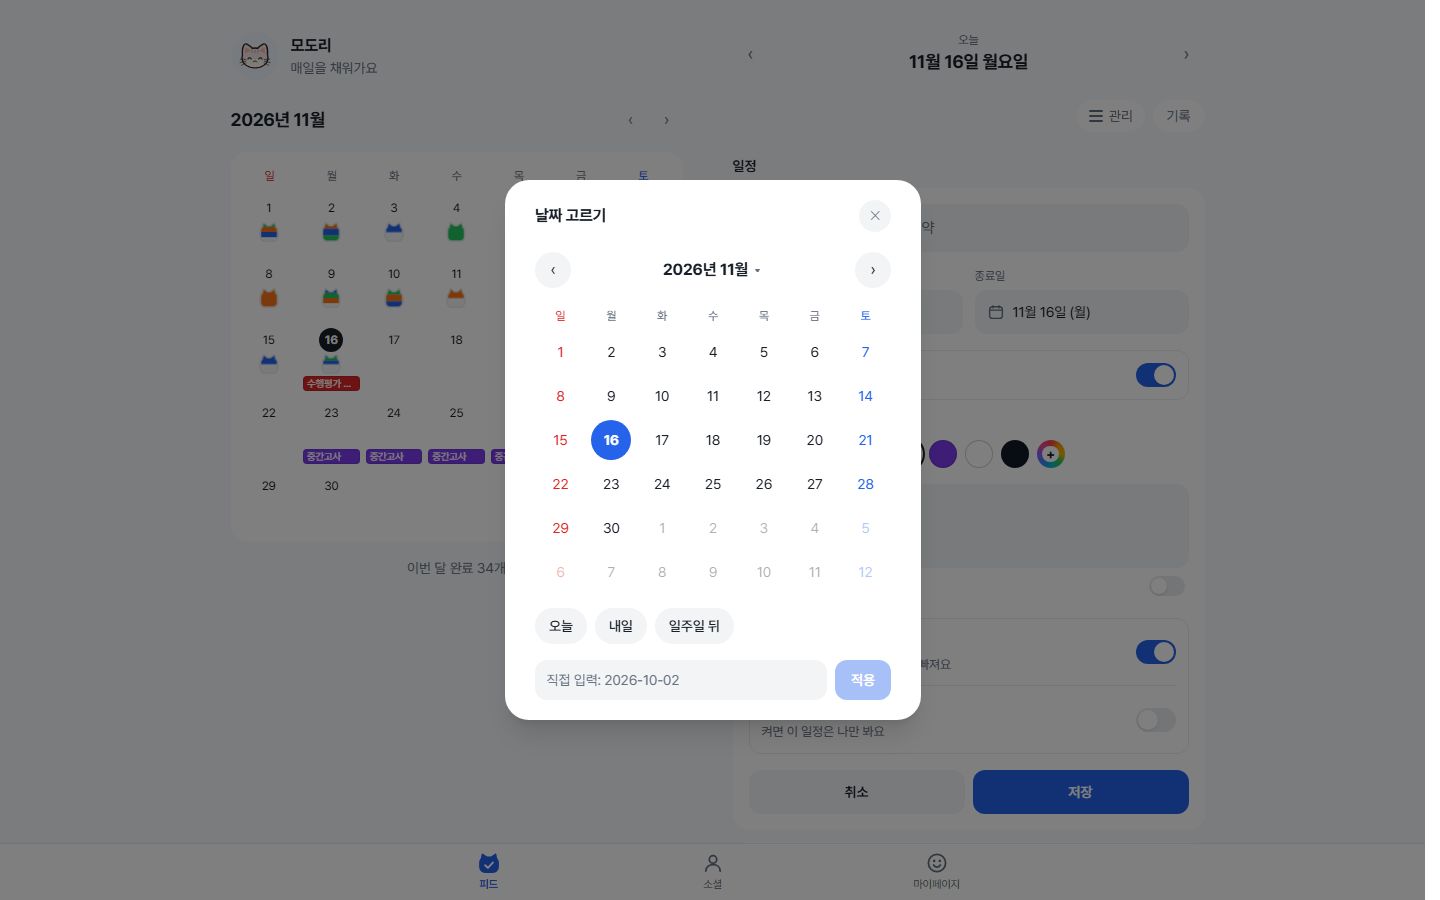 모도리
매일을 채워가요
오늘
11월 16일 월요일
2026년 11월
관리
기록
일정
일 월 화 수 목 금 토
1 2 3 4
8 9 10 11
15 16 17 18
수행평가 ...
22 23 24 25
중간고사 중간고사 중간고사
29 30
이번 달 완료 34개
약
종료일
11월 16일 (월)
빠져요
켜면 이 일정은 나만 봐요
취소
저장
날짜 고르기
2026년 11월
일 월 화 수 목 금 토
1 2 3 4 5 6 7
8 9 10 11 12 13 14
15 16 17 18 19 20 21
22 23 24 25 26 27 28
29 30 1 2 3 4 5
6 7 8 9 10 11 12
오늘
내일
일주일 뒤
직접 입력: 2026-10-02
적용
피드
소셜
마이페이지